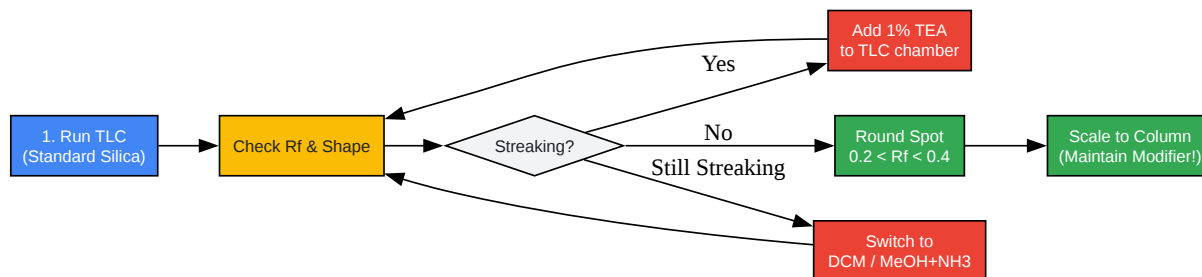 1. Run TLC
(Standard Silica)
Check Rf & Shape
Streaking?
Yes
No
Still Streaking
Add 1% TEA
to TLC chamber
Round Spot
0.2 < Rf < 0.4
Scale to Column
(Maintain Modifier!)
Switch to
DCM / MeOH+NH3